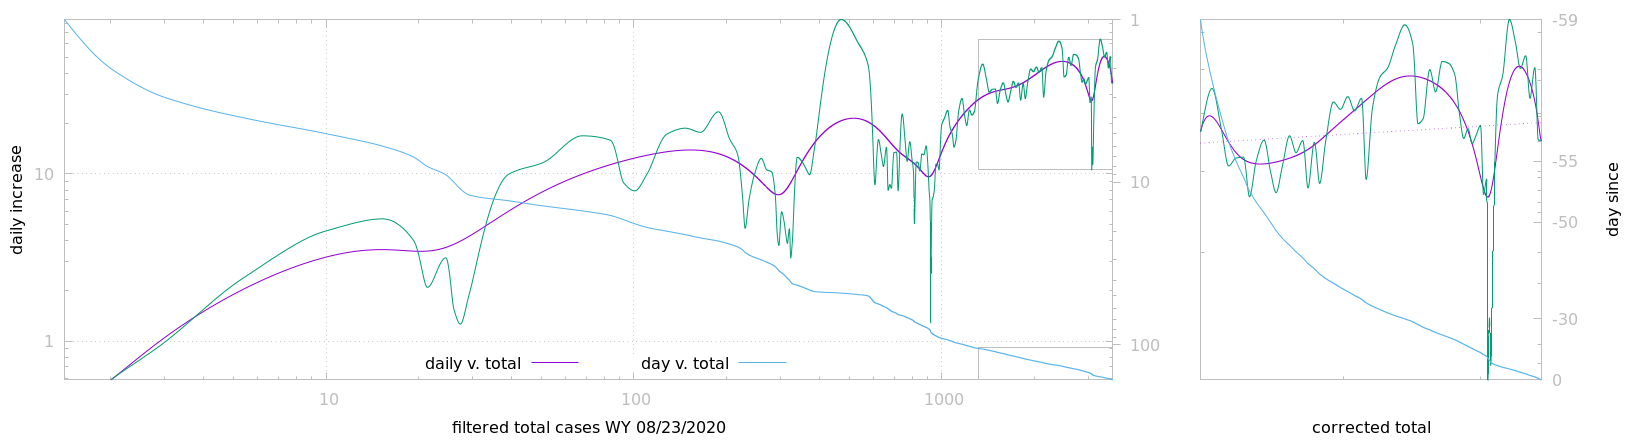 1 -59
daily increase
10
10
-55
-50
day since
-30
1
100
daily v. total day v. total
0
10 100 1000
filtered total cases WY 08/23/2020 corrected total